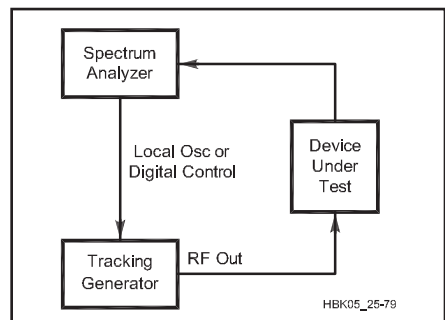 Spectrum
Analyzer
Local Osc or
Digital Control
Device
Under
Test
Tracking
Generator
RF Out
HBK05_25-79